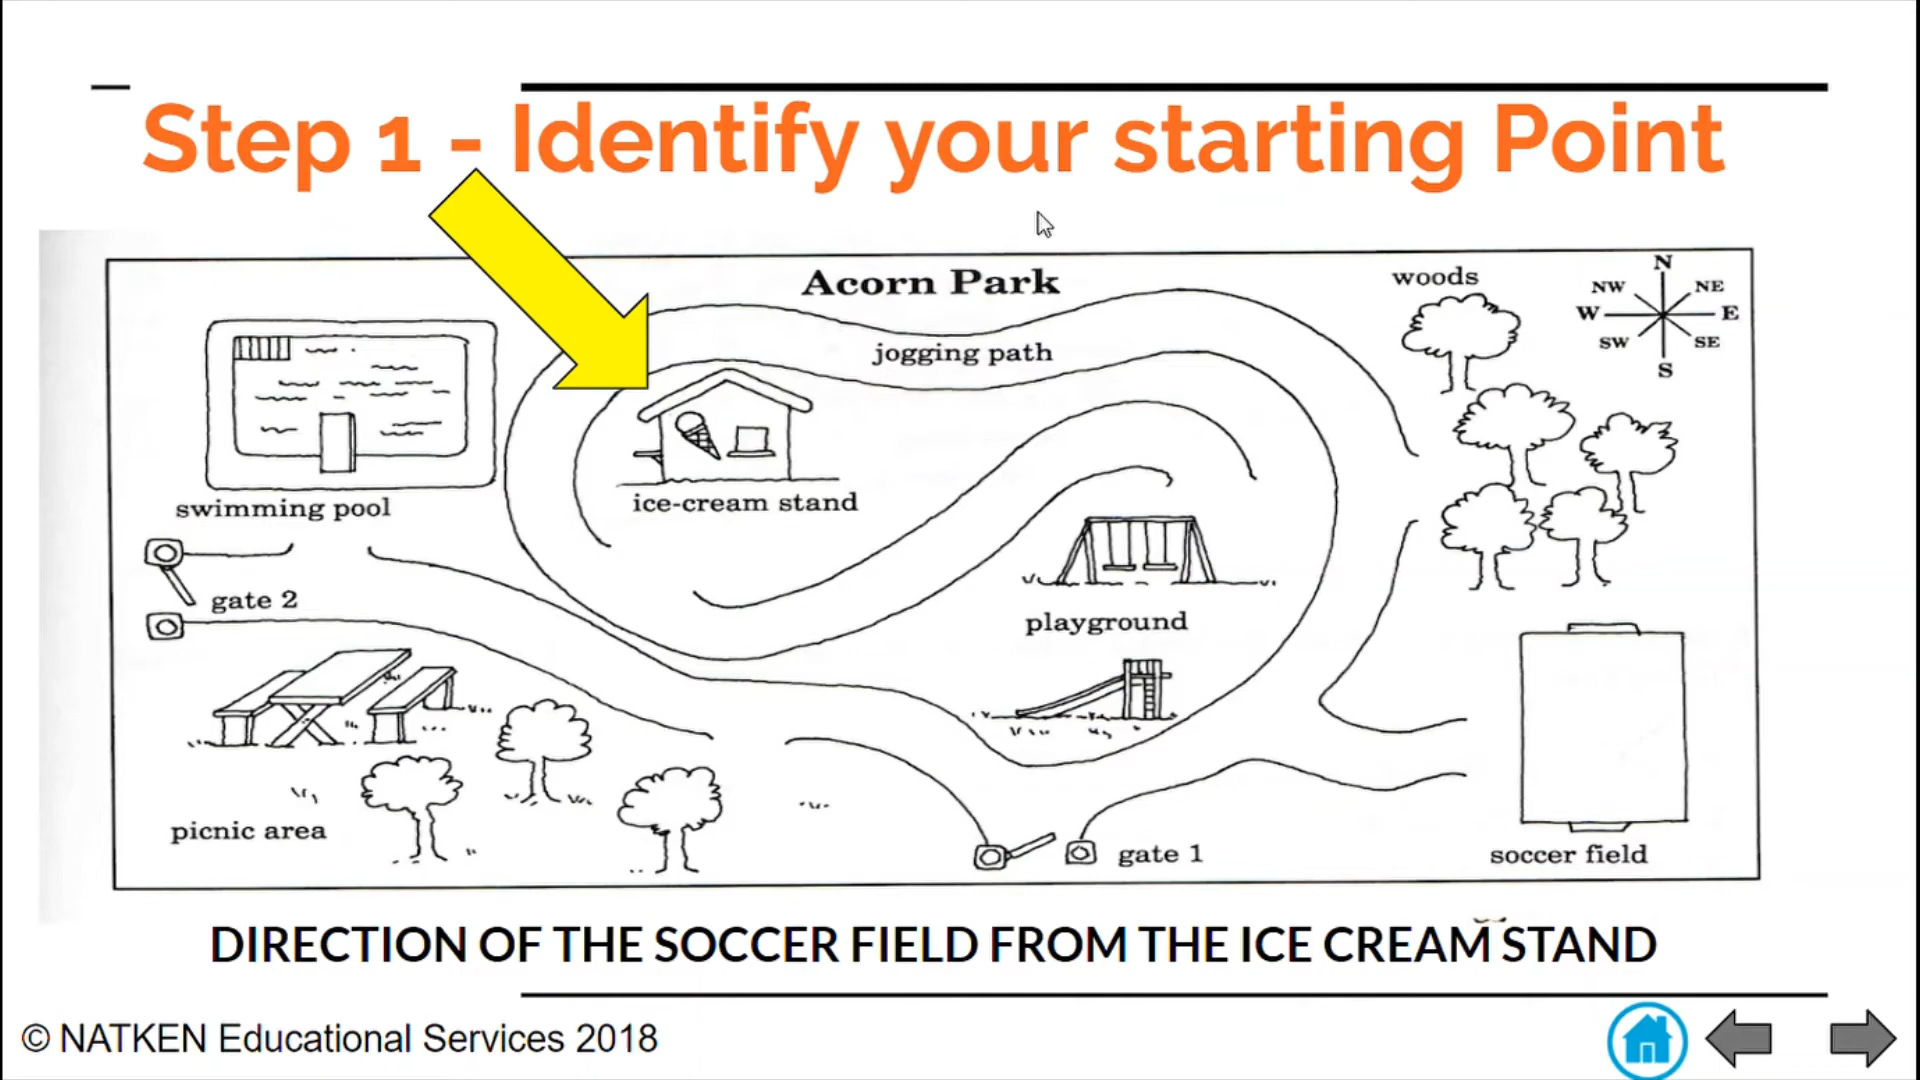 Step 1 - Identify your starting Point
Acorn Park
woods
N
NW NE
W E
SW SE
S
jogging path
ice-cream stand
swimming pool
gate 2
playground
picnic area
gate 1
soccer field
DIRECTION OF THE SOCCER FIELD FROM THE ICE CREAM STAND
© NATKEN Educational Services 2018